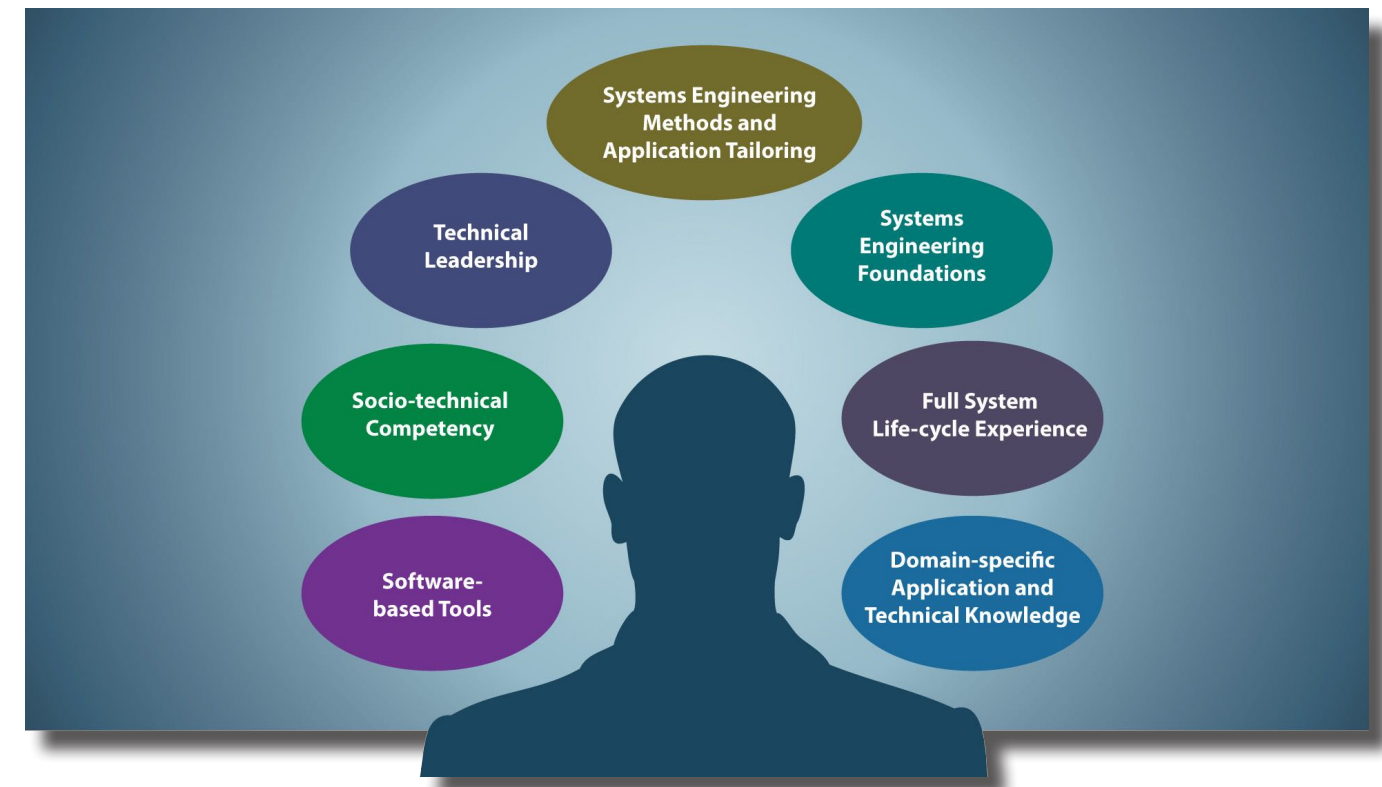 Systems Engineering
Methods and
Application Tailoring
Technical
Leadership
Systems
Engineering
Foundations
Socio-technical
Competency
Full System
Life-cycle Experience
Software-
based Tools
Domain-specific
Application and
Technical Knowledge